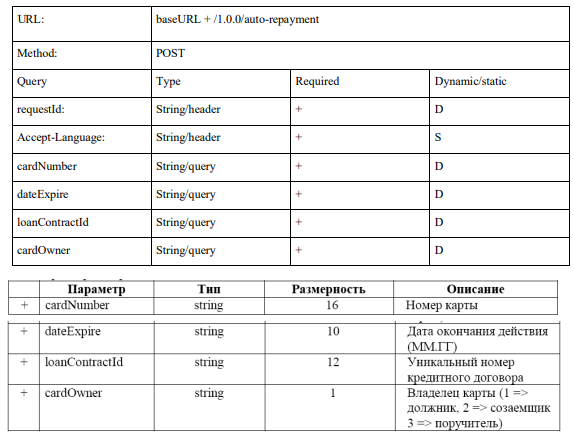 URL: baseURL + /1.0.0/auto-repayment
Method: POST
Query Type Required Dynamic/static
requestId: String/header + D
Accept-Language: String/header + S
cardNumber String/query + D
dateExpire String/query + D
loanContractId String/query + D
cardOwner String/query + D
Параметр Тип Размерность Описание
+ cardNumber string 16 Номер карты
+ dateExpire string 10 Дата окончания действия
(ММ.ГГ)
+ loanContractId string 12 Уникальный номер
кредитного договора
+ cardOwner string 1 Владелец карты (1 =>
должник, 2 => созаемщик
3 => поручитель)